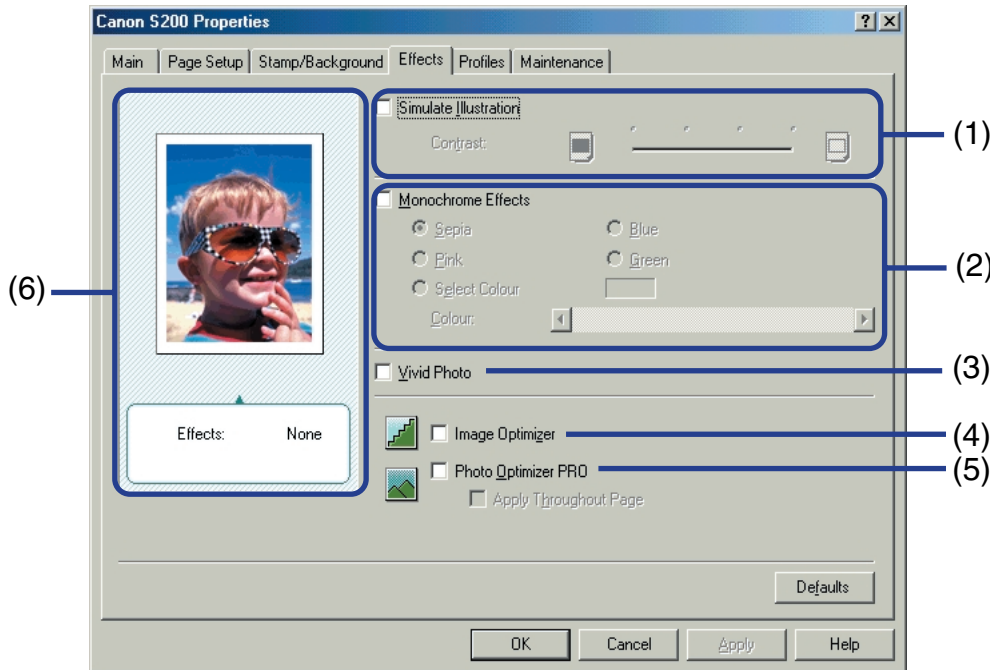 Canon S200 Properties
Main Page Setup Stamp/Background Effects Profiles Maintenance
Simulate Illustration
Contrast:
(1)
Monochrome Effects
Sepia Blue
Pink Green
Select Colour
Colour:
(2)
Vivid Photo
(3)
Image Optimizer
(4)
Photo Optimizer PRO
(5)
Apply Throughout Page
(6)
Effects: None
Defaults
OK Cancel Apply Help